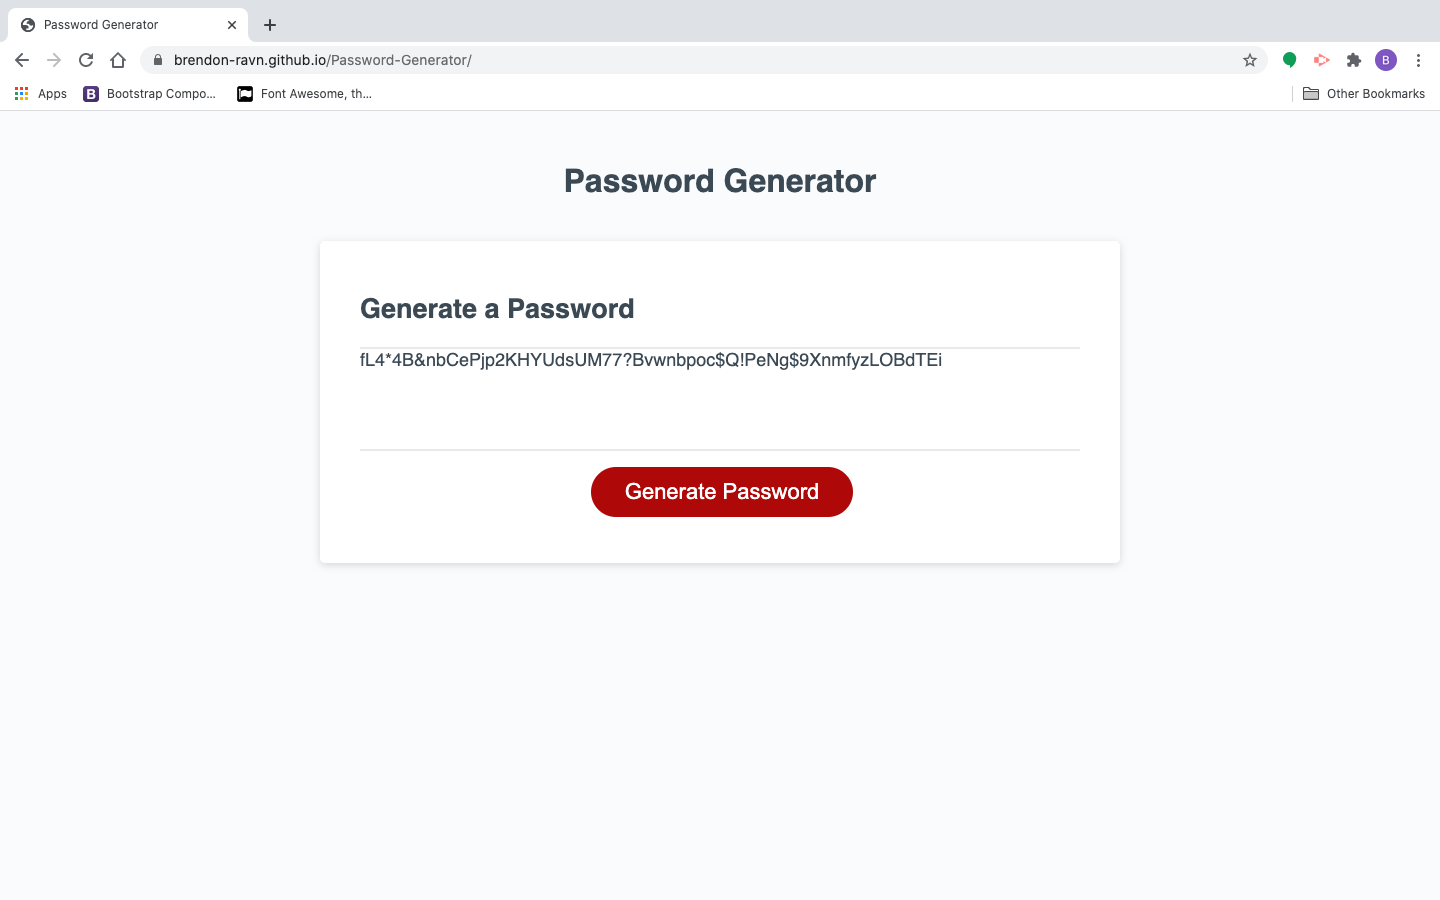 Password Generator
brendon-ravn.github.io/Password-Generator/
B
Apps
B
Bootstrap Compo...
Font Awesome, th...
Other Bookmarks
Password Generator
Generate a Password
fL4*4B&nbCePjp2KHYUdsUM77?Bvwnbpoc$Q!PeNg$9XnmfyzLOBdTEi
Generate Password